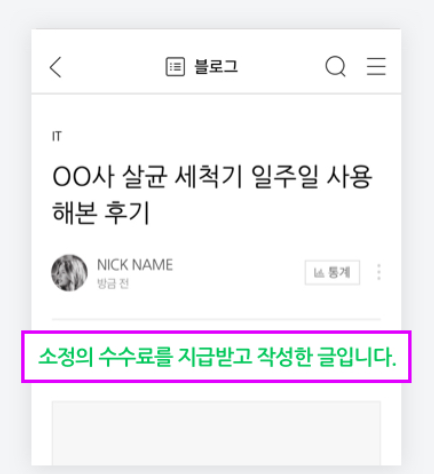 블로그
IT
OO사 살균 세척기 일주일 사용
해본 후기
NICK NAME
방금 전
통계
소정의 수수료를 지급받고 작성한 글입니다.